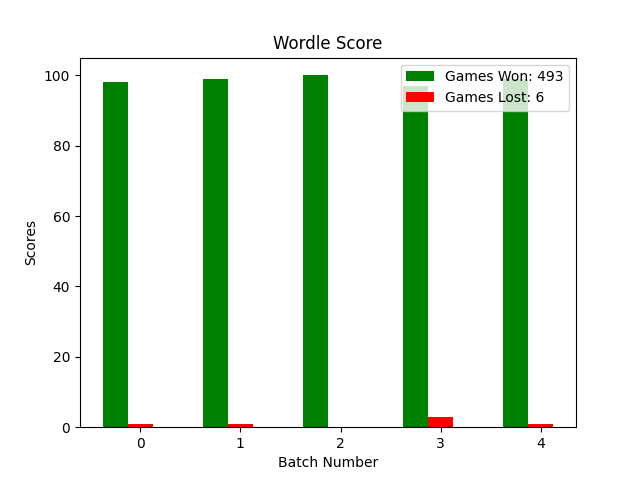 Wordle Score
Games Won: 493
Games Lost: 6
100
80
60
40
20
0
Scores
0 1 2 3 4
Batch Number